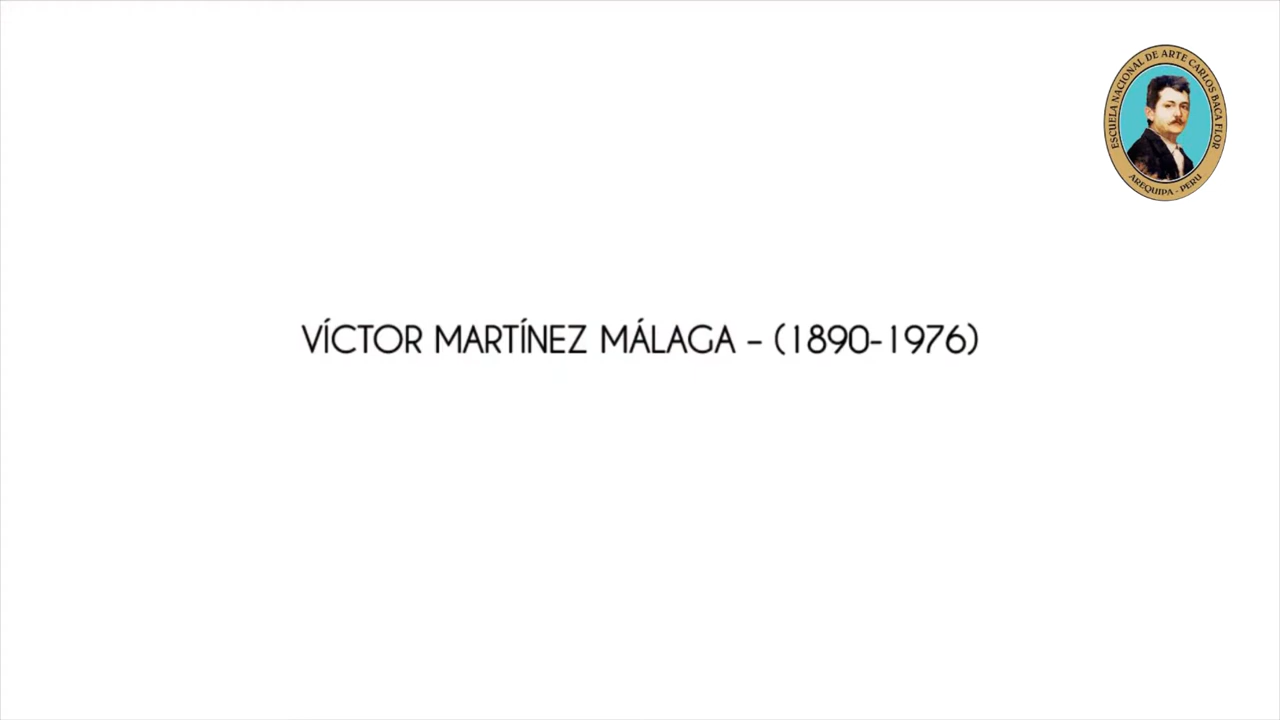 ESCUELA NACIONAL DE ARTE CARLOS BACA FLOR
AREQUIPA - PERU
VÍCTOR MARTÍNEZ MÁLAGA – (1890-1976)